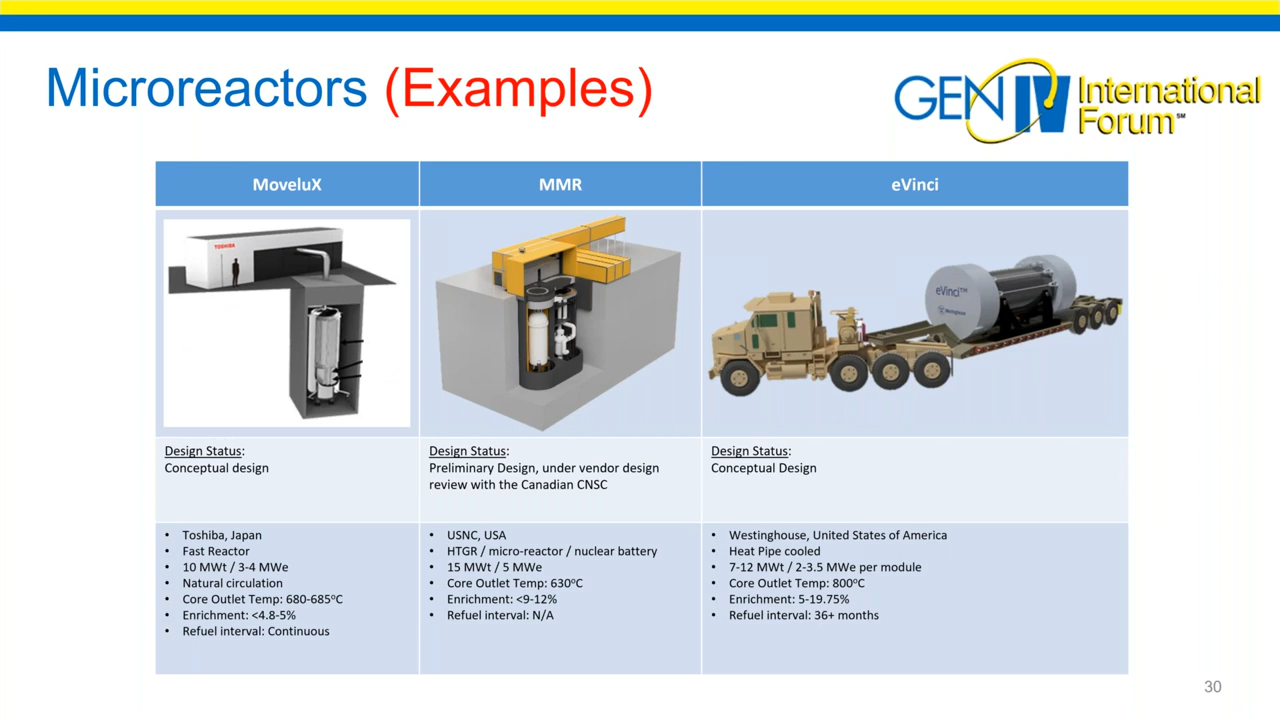 Microreactors (Examples)
GEN IV International
Forum℠
MoveluX
MMR
eVinci
TOSHIBA
eVinci™
Westinghouse
Design Status:
Conceptual design
Design Status:
Preliminary Design, under vendor design
review with the Canadian CNSC
Design Status:
Conceptual Design
• Toshiba, Japan
• Fast Reactor
• 10 MWt / 3-4 MWe
• Natural circulation
• Core Outlet Temp: 680-685ºC
• Enrichment: <4.8-5%
• Refuel interval: Continuous
• USNC, USA
• HTGR / micro-reactor / nuclear battery
• 15 MWt / 5 MWe
• Core Outlet Temp: 630ºC
• Enrichment: <9-12%
• Refuel interval: N/A
• Westinghouse, United States of America
• Heat Pipe cooled
• 7-12 MWt / 2-3.5 MWe per module
• Core Outlet Temp: 800ºC
• Enrichment: 5-19.75%
• Refuel interval: 36+ months
30